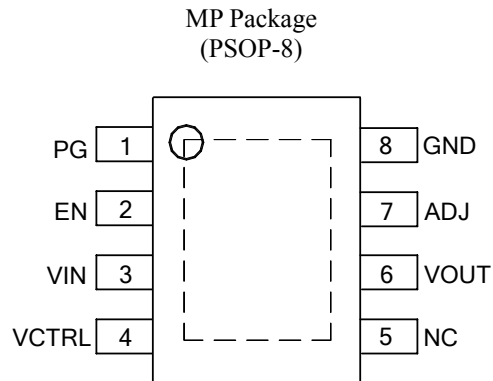 MP Package
(PSOP-8)
PG 1 8 GND
EN 2 7 ADJ
VIN 3 6 VOUT
VCTRL 4 5 NC